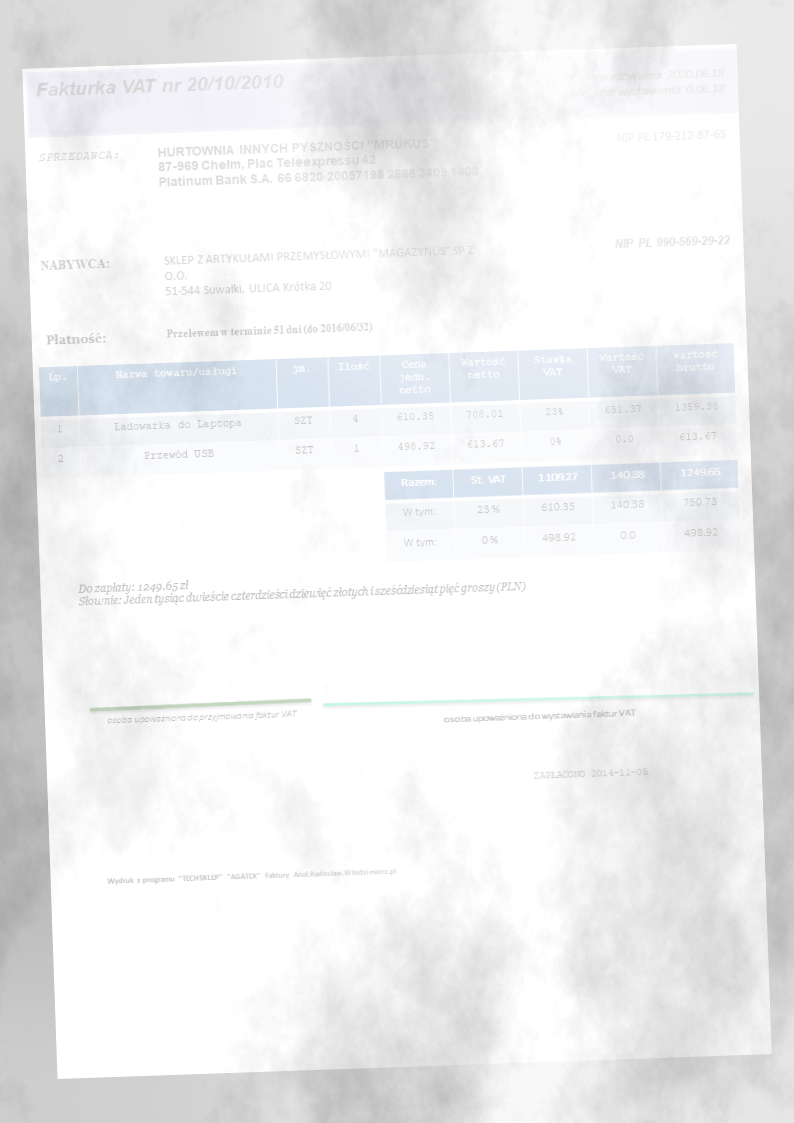 Fakturka VAT nr 20/10/2010
wystawienia: 2020.06.18
wystawienia: 0:06.18
SPRZEDAWCA:
HURTOWNIA INNYCH PYSZNOŚCI "MRUKUS"
NIP PL 179-212-87-65
87-969 Chełm, Plac Teleexpressu 42
Platinum Bank S.A. 66 6820 2005 7198 2886 3409 1408
NABYWCA:
SKLEP Z ARTYKUŁAMI PRZEMYSŁOWYMI "MAGAZYNUS" SP Z
O.O.
NIP PL 990-569-29-22
51-544 Suwałki, ULICA Krótka 20
Płatność:
Przelewem w terminie 51 dni (do 2016/06/32)
Lp. Nazwa towaru/usługi jm. Ilość Cena jedn. netto Wartość netto Stawka VAT Wartość VAT Wartość brutto
1 Ładowarka do Laptopa SZT 4 610.35 708.01 23% 651.37 1359.38
2 Przewód USB SZT 1 498.92 613.67 0% 0.0 613.67
Razem: St. VAT 1109.27 140.38 1249.65
W tym: 23% 610.35 140.38 750.73
W tym: 0% 498.92 0.0 498.92
Do zapłaty: 1249.65 zł
Słownie: Jeden tysiąc dwieście czterdzieści dziewięć złotych i sześćdziesiąt pięć groszy (PLN)
osoba upoważniona do przyjmowania faktur VAT
osoba upoważniona do wystawiania faktur VAT
ZAPŁACONO 2014-11-06
Wydruk z programu "TECHSKLEP" "AGATEK" Faktury Ariel.Radosław.Włodzimierz.pl